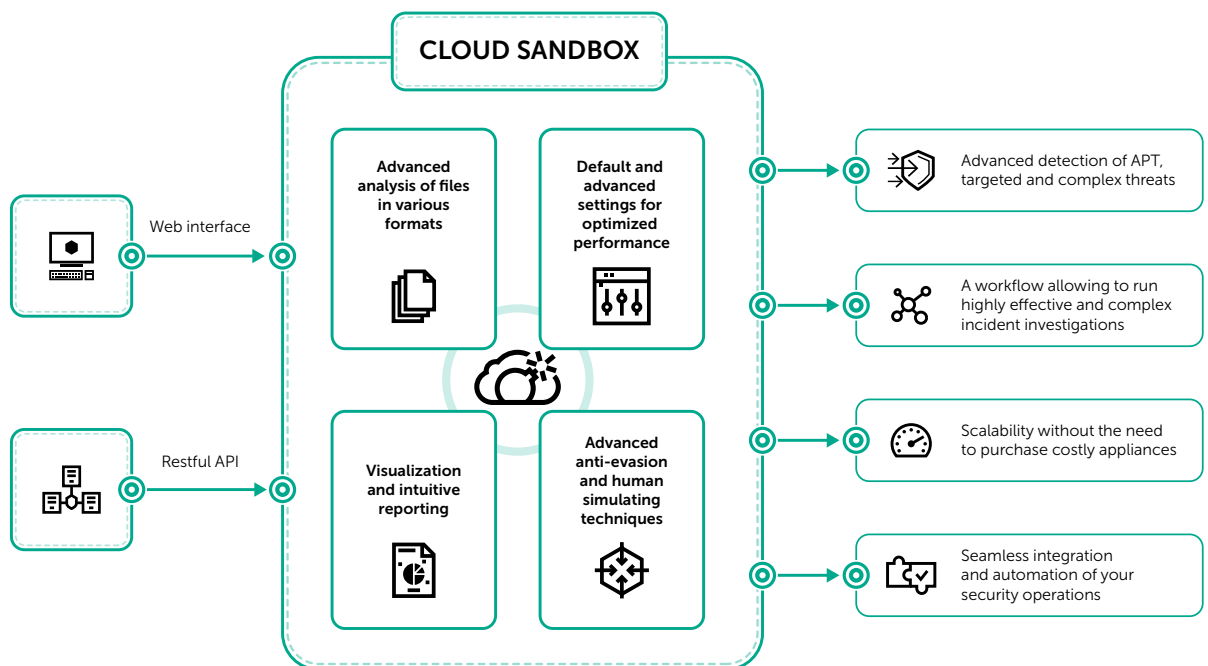 CLOUD SANDBOX
Web interface
Restful API
Advanced
analysis of files
in various
formats
Default and
advanced
settings for
optimized
performance
Visualization
and intuitive
reporting
Advanced
anti-evasion
and human
simulating
techniques
Advanced detection of APT,
targeted and complex threats
A workflow allowing to run
highly effective and complex
incident investigations
Scalability without the need
to purchase costly appliances
Seamless integration
and automation of your
security operations